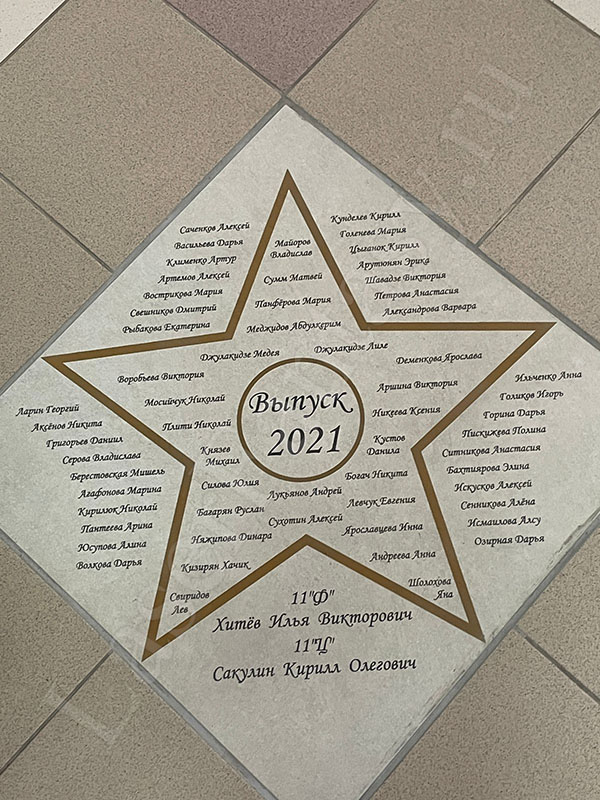 Саченков Алексей
Васильева Дарья
Клименко Артур
Артемов Алексей
Вострикова Мария
Свешников Дмитрий
Рыбакова Екатерина
Кунделев Кирилл
Голенева Мария
Цыганок Кирилл
Арутюнян Эрика
Шавадзе Виктория
Петрова Анастасия
Александрова Варвара
Майоров
Владислав
Сумм Матвей
Панфёрова Мария
Меджидов Абдулкерим
Джулакидзе Медея
Джулакидзе Лиле
Деменкова Ярослава
Воробьева Виктория
Аршина Виктория
Мосийчук Николай
Никеева Ксения
Плити Николай
Князев
Михаил
Кустов
Данила
Выпуск
2021
Силова Юлия
Богач Никита
Лукьянов Андрей
Багарян Руслан
Левчук Евгения
Сухотин Алексей
Няжипова Динара
Ярославцева Инна
Кизирян Хачик
Андреева Анна
Свиридов
Лев
Шолохова
Яна
Ларин Георгий
Аксёнов Никита
Григорьев Даниил
Серова Владислава
Берестовская Мишель
Агафонова Марина
Кирилюк Николай
Пантеева Арина
Юсупова Алина
Волкова Дарья
Ильченко Анна
Голиков Игорь
Горина Дарья
Пискижева Полина
Ситникова Анастасия
Бахтиярова Элина
Искусков Алексей
Сенникова Алёна
Исмаилова Алсу
Озирная Дарья
11"Ф"
Хитёв Илья Викторович
11"Ц"
Сакулин Кирилл Олегович